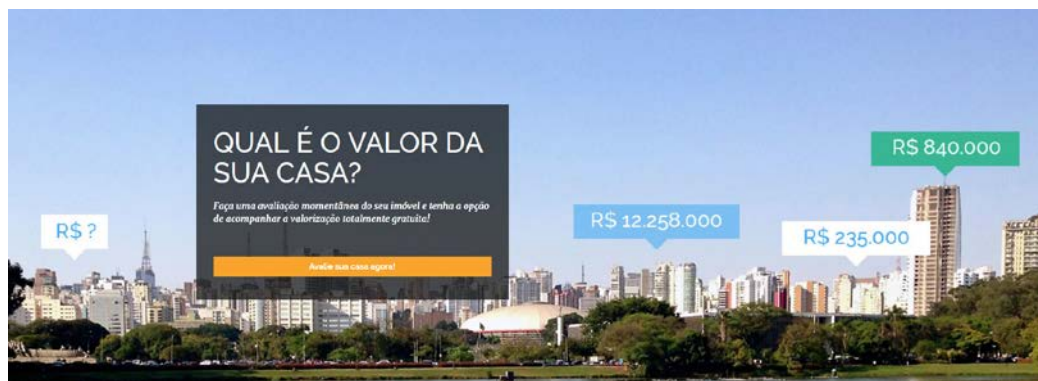 QUAL É O VALOR DA
SUA CASA?
Faça uma avaliação momentânea do seu imóvel e tenha a opção
de acompanhar a valorização totalmente gratuita!
Avalie sua casa agora!
R$ ?
R$ 12.258.000
R$ 235.000
R$ 840.000